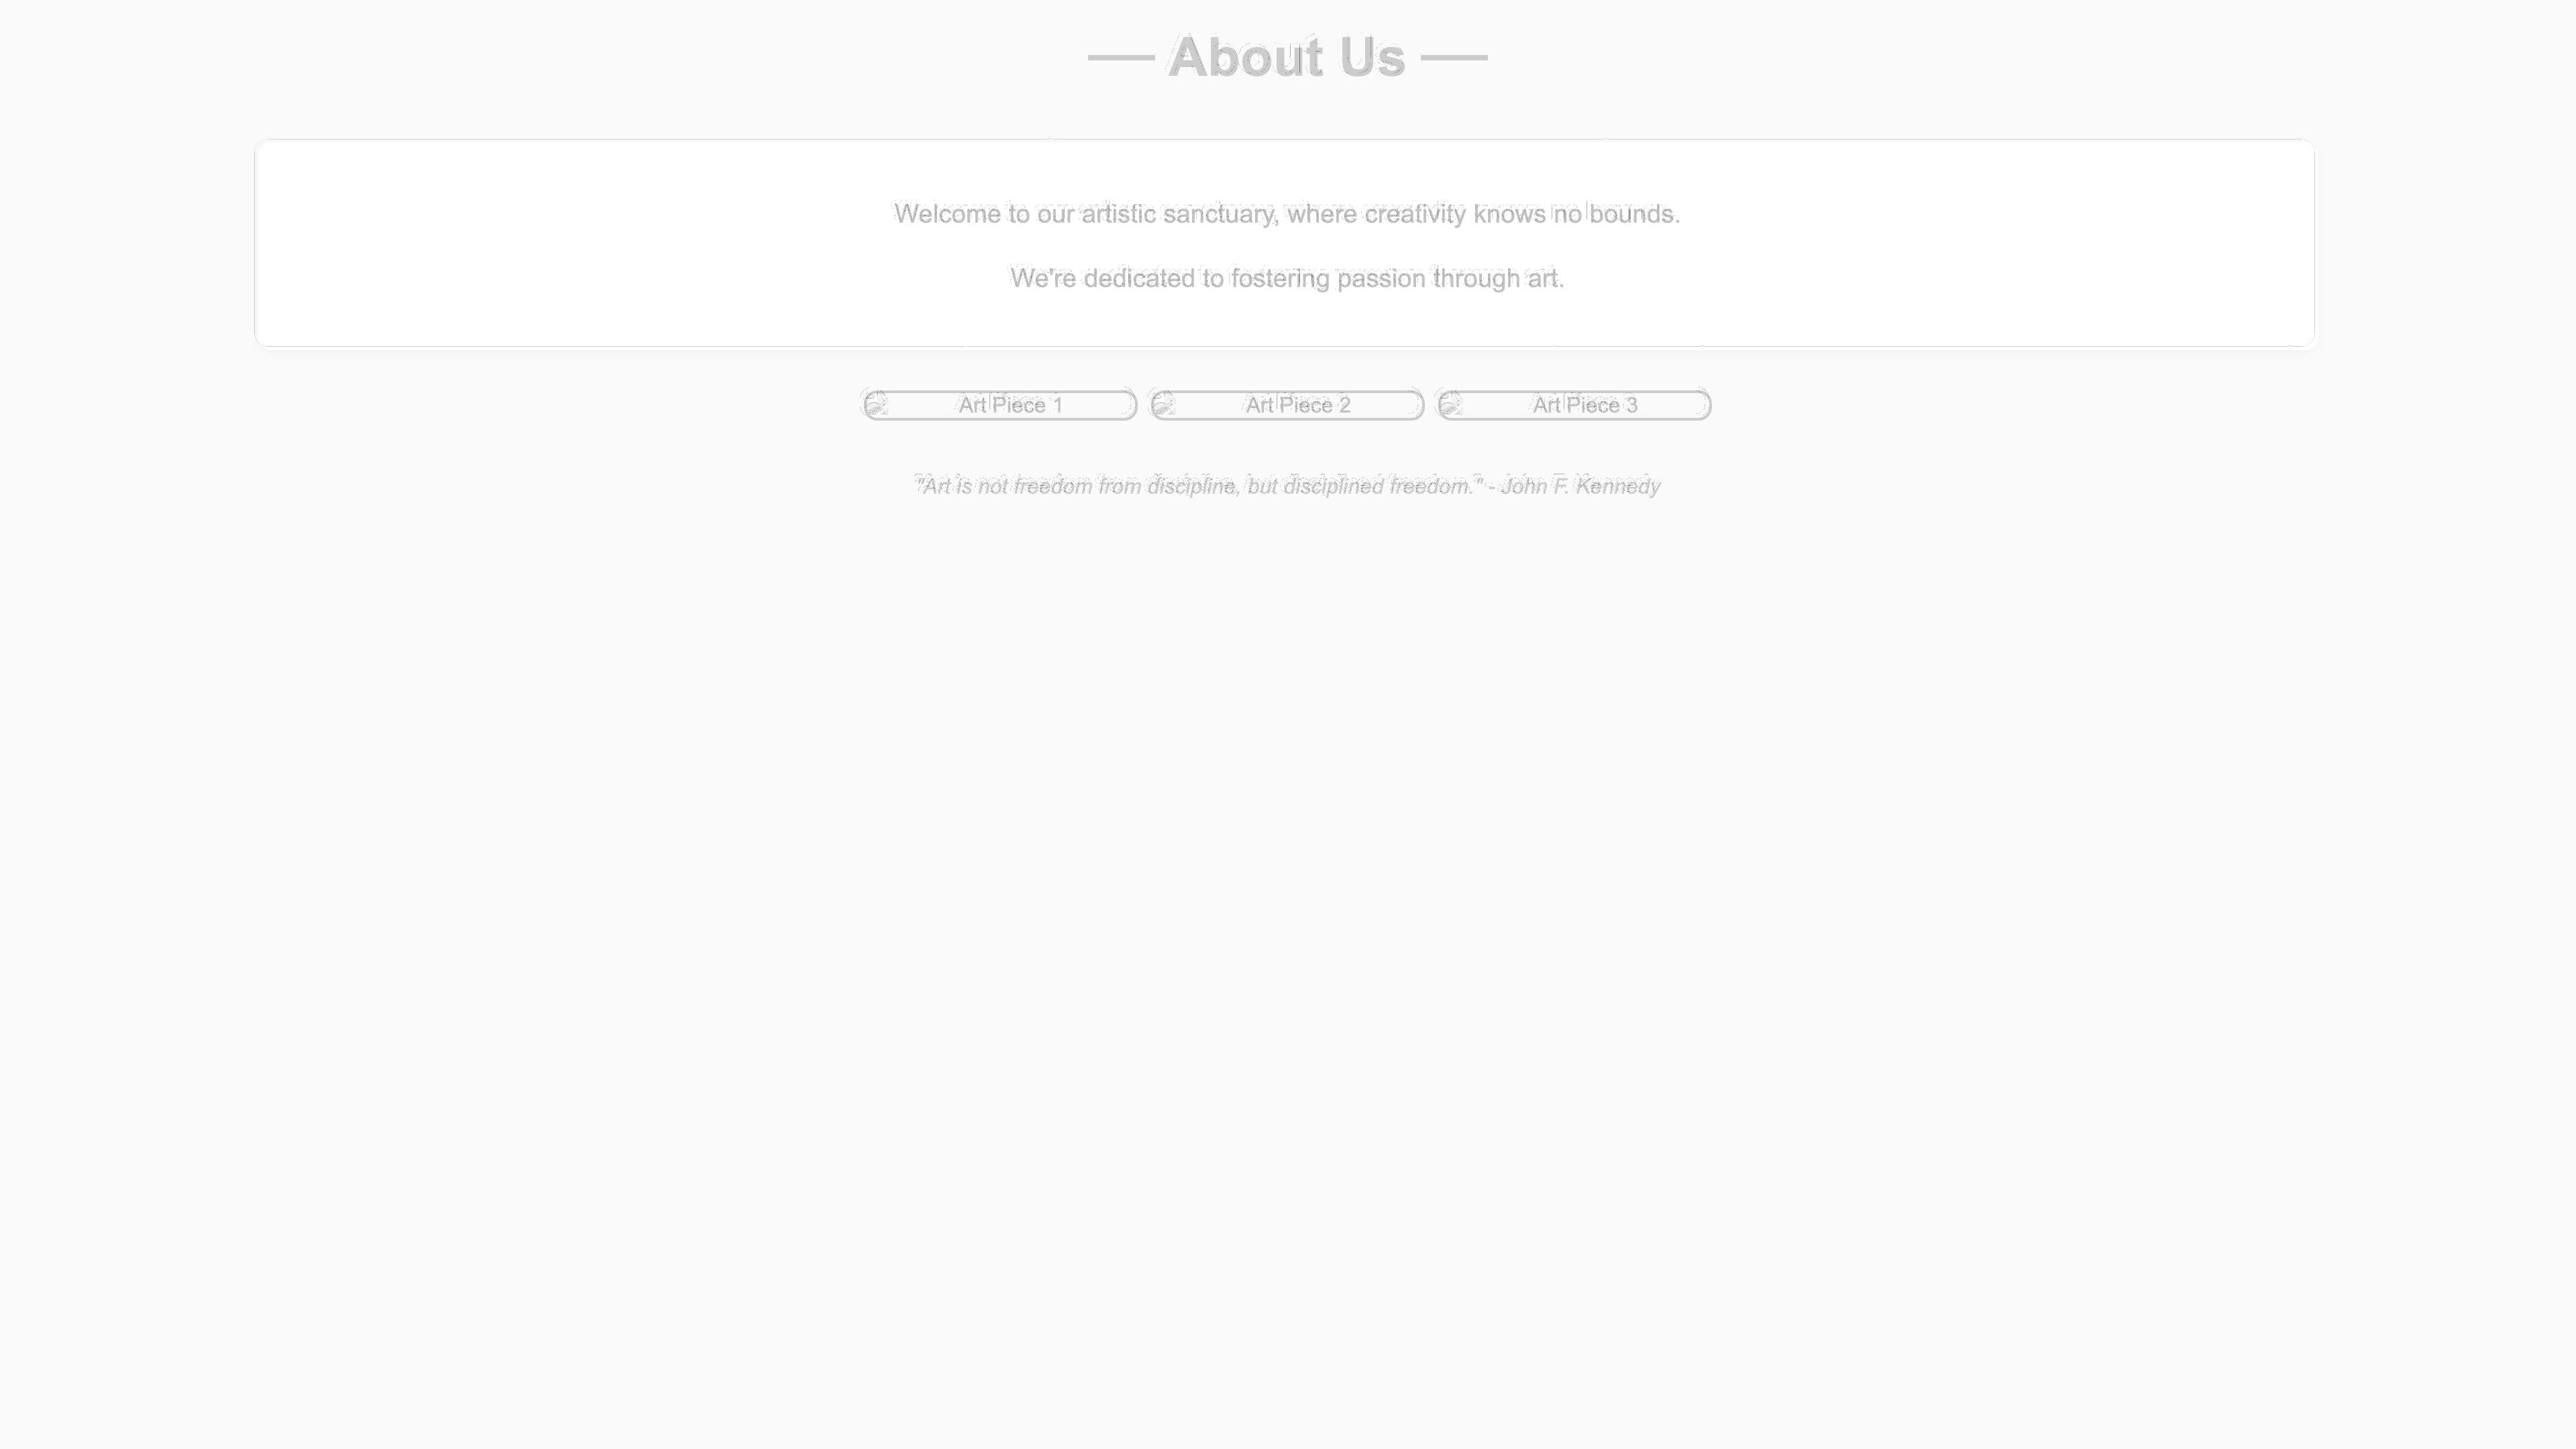 About Us
Welcome to our artistic sanctuary, where creativity knows no bounds.
We're dedicated to fostering passion through art.
Art Piece 1
Art Piece 2
Art Piece 3
"Art is not freedom from discipline, but disciplined freedom." - John F. Kennedy